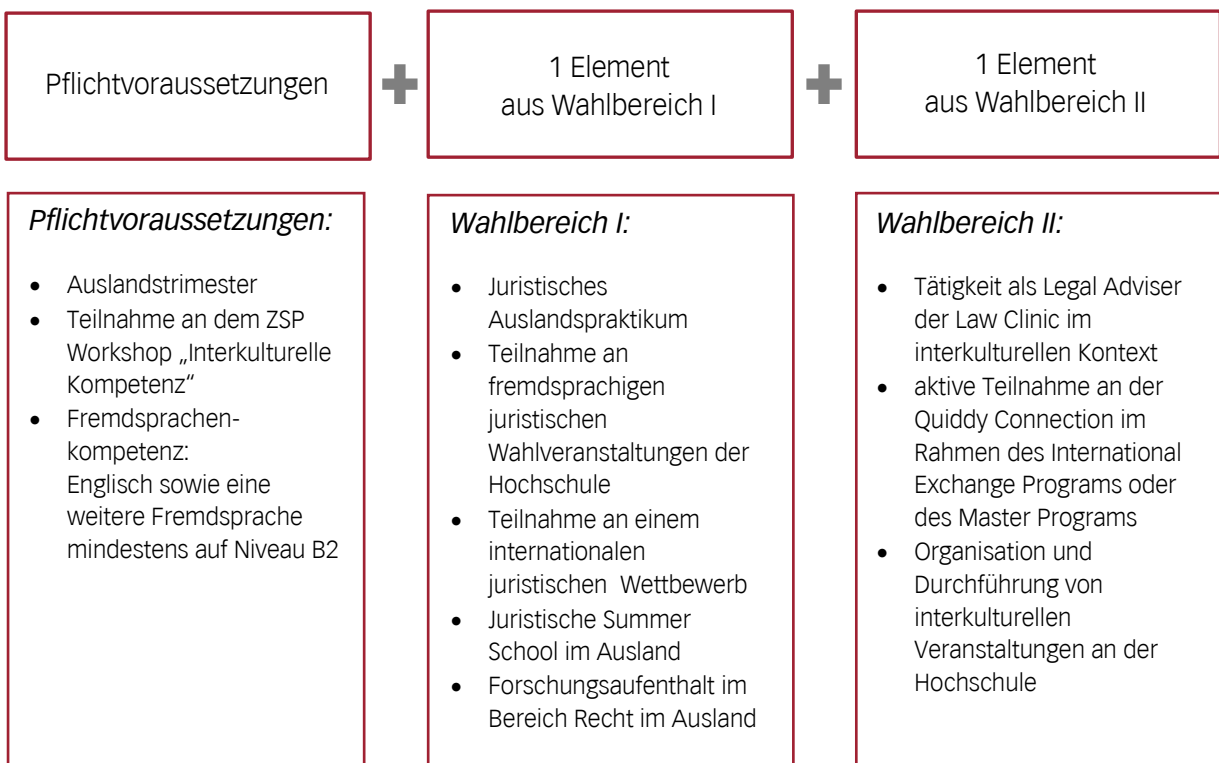 Pflichtvoraussetzungen
1 Element
aus Wahlbereich I
1 Element
aus Wahlbereich II
Pflichtvoraussetzungen:
• Auslandstrimester
• Teilnahme an dem ZSP
Workshop „Interkulturelle
Kompetenz“
• Fremdsprachen-
kompetenz:
Englisch sowie eine
weitere Fremdsprache
mindestens auf Niveau B2
Wahlbereich I:
• Juristisches
Auslandspraktikum
• Teilnahme an
fremdsprachigen
juristischen
Wahlveranstaltungen der
Hochschule
• Teilnahme an einem
internationalen
juristischen Wettbewerb
• Juristische Summer
School im Ausland
• Forschungsaufenthalt im
Bereich Recht im Ausland
Wahlbereich II:
• Tätigkeit als Legal Adviser
der Law Clinic im
interkulturellen Kontext
• aktive Teilnahme an der
Quiddy Connection im
Rahmen des International
Exchange Programs oder
des Master Programs
• Organisation und
Durchführung von
interkulturellen
Veranstaltungen an der
Hochschule